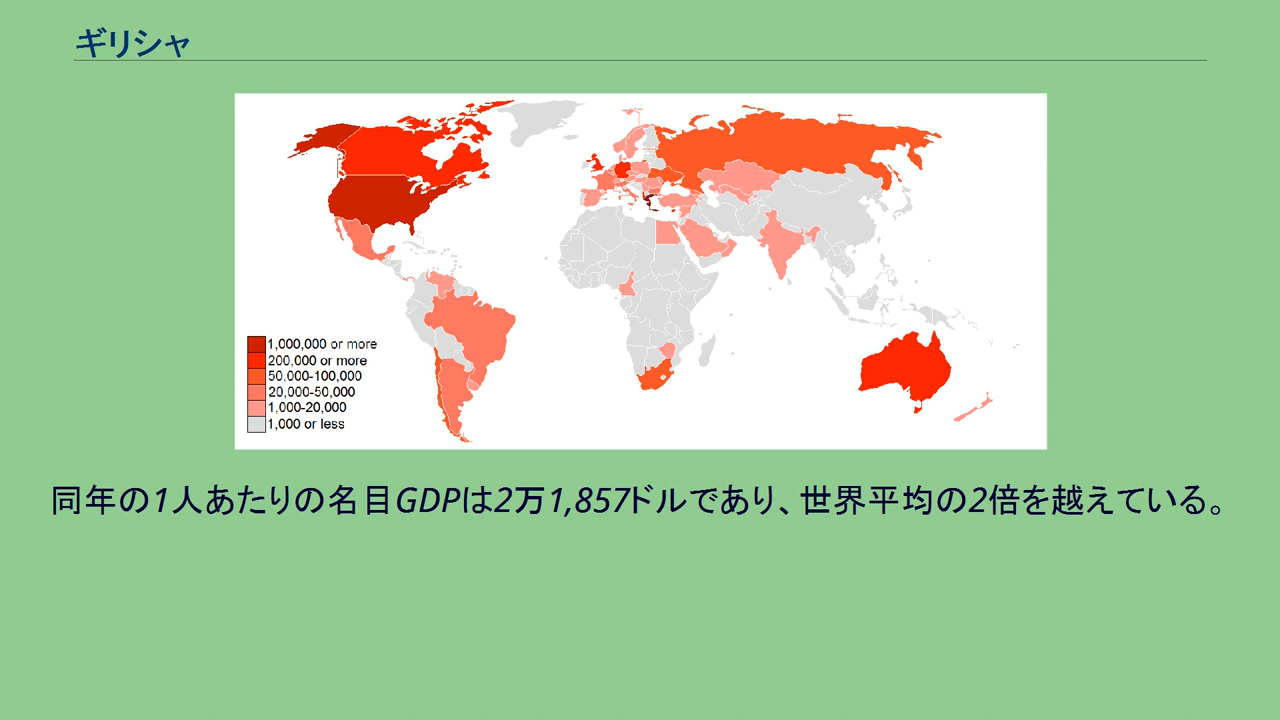 ギリシャ
1,000,000 or more
200,000 or more
50,000-100,000
20,000-50,000
1,000-20,000
1,000 or less
同年の1人あたりの名目GDPは2万1,857ドルであり、世界平均の2倍を越えている。